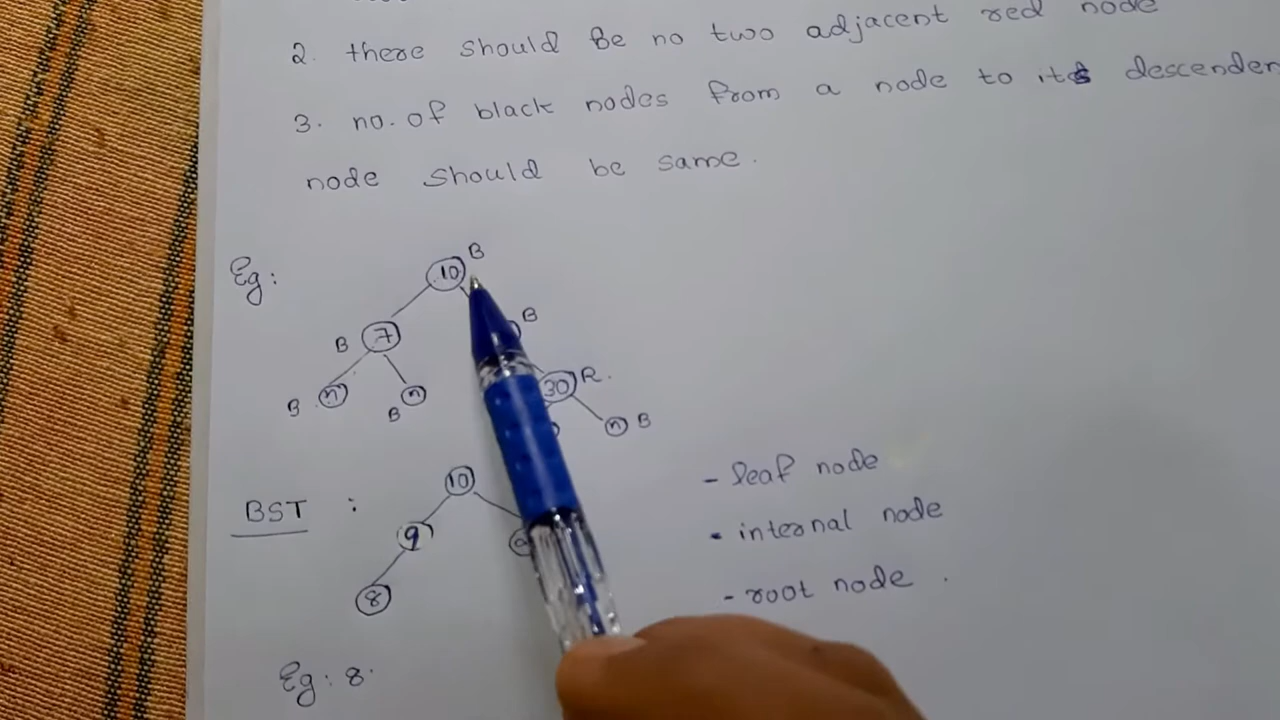 2. there should be no two adjacent red node
3. no. of black nodes from a node to its descenden
node should be same.
Eg:
10 B
B 7
B
B n
B n
30 R.
n B
BST :
10
9
8
- leaf node
- internal node
- root node .
Eg: 8.